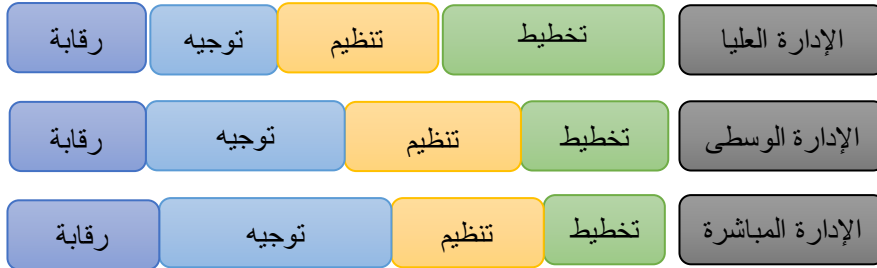 الإدارة العليا تخطيط تنظيم توجيه رقابة
الإدارة الوسطى تخطيط تنظيم توجيه رقابة
الإدارة المباشرة تخطيط تنظيم توجيه رقابة